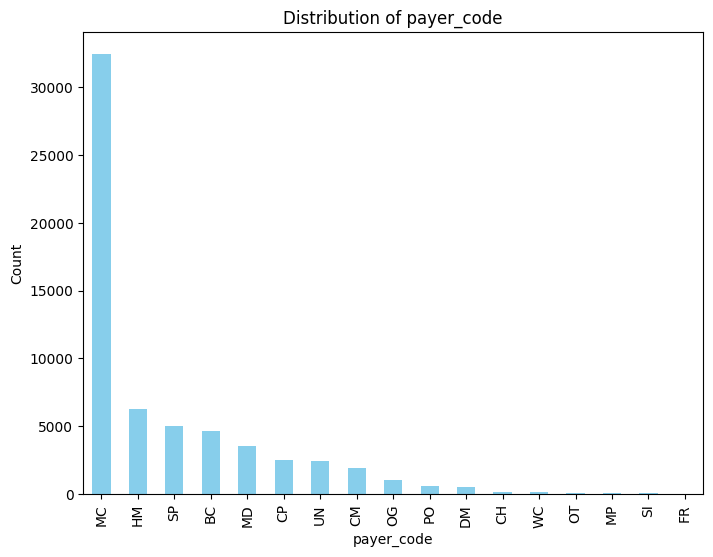 Distribution of payer_code
30000
25000
20000
15000
10000
5000
0
Count
MC HM SP BC MD CP UN CM OG PO DM CH WC OT MP SI FR
payer_code